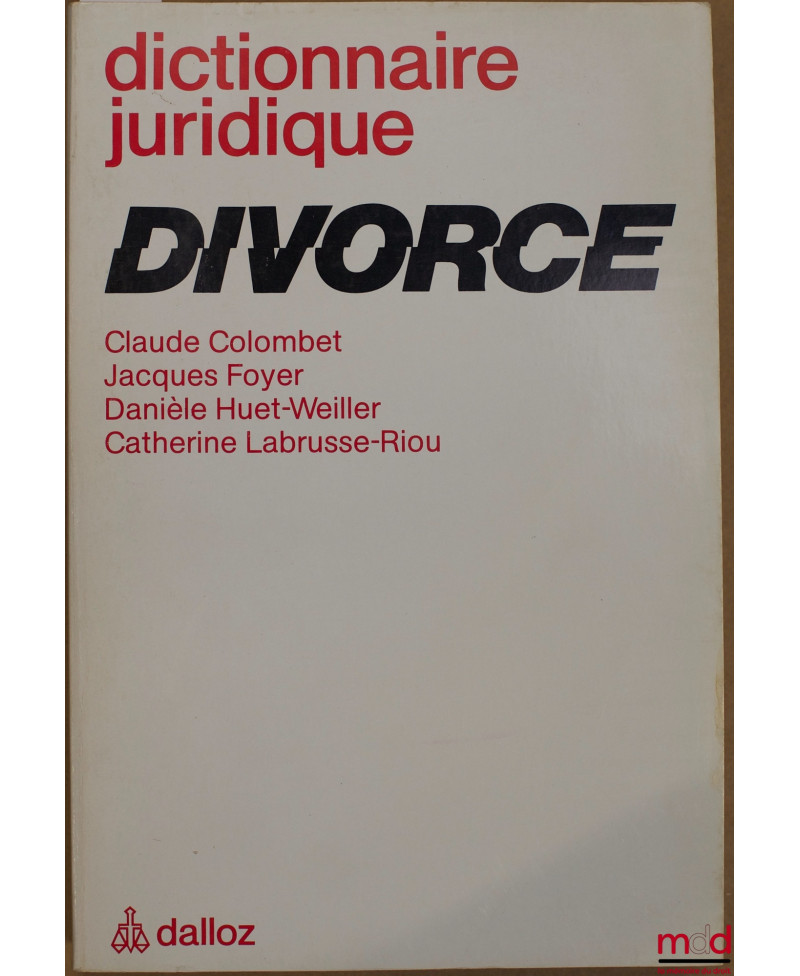 dictionnaire
juridique
DIVORCE
Claude Colombet
Jacques Foyer
Danièle Huet-Weiller
Catherine Labrusse-Riou
dalloz
mdd